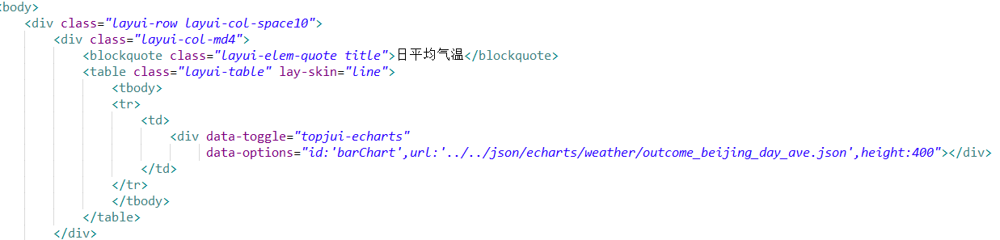 <body>
<div class="layui-row layui-col-space10">
<div class="layui-col-md4">
<blockquote class="layui-elem-quote title">日平均气温</blockquote>
<table class="layui-table" lay-skin="line">
<tbody>
<tr>
<td>
<div data-toggle="topjui-echarts"
data-options="id:'barChart',url:'../../json/echarts/weather/outcome_beijing_day_ave.json',height:400"></div>
</td>
</tr>
</tbody>
</table>
</div>